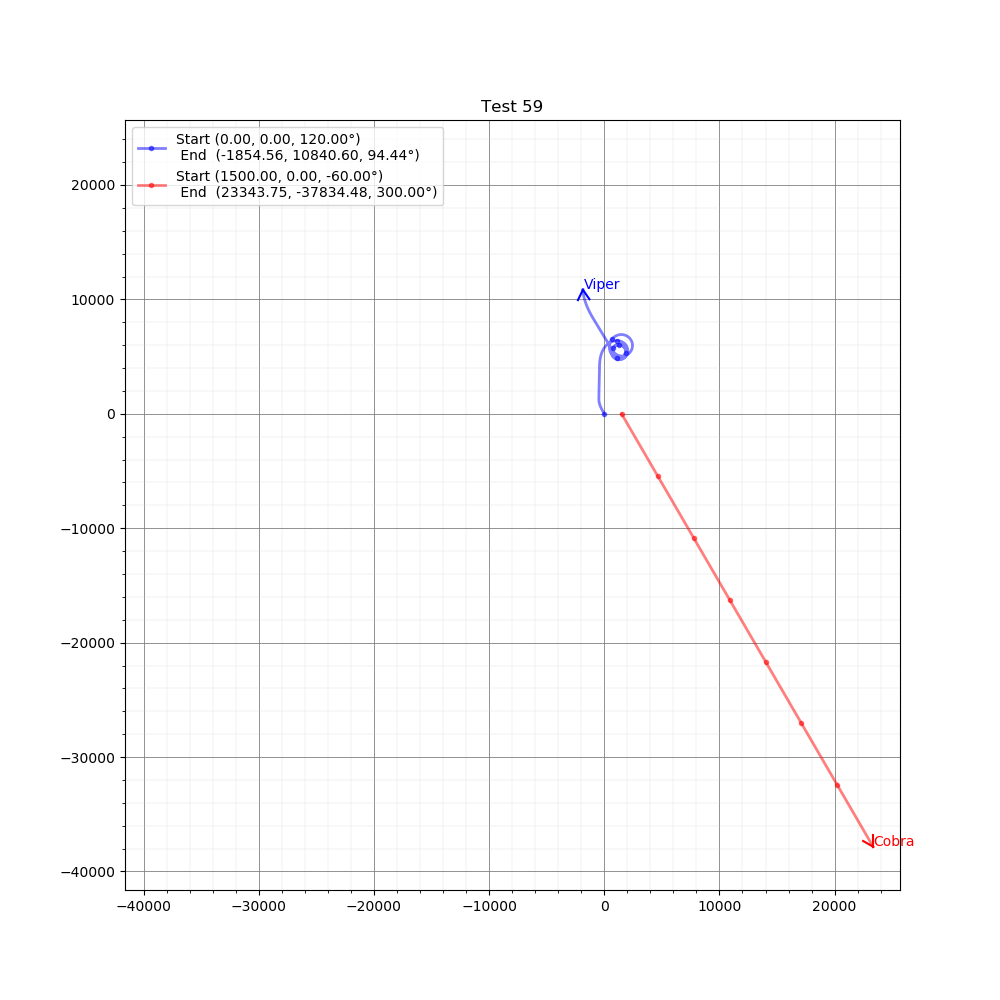 Test 59
Start (0.00, 0.00, 120.00°)
End (-1854.56, 10840.60, 94.44°)
Start (1500.00, 0.00, -60.00°)
End (23343.75, -37834.48, 300.00°)
20000
10000
0
−10000
−20000
−30000
−40000
Viper
Cobra
−40000 −30000 −20000 −10000 0 10000 20000